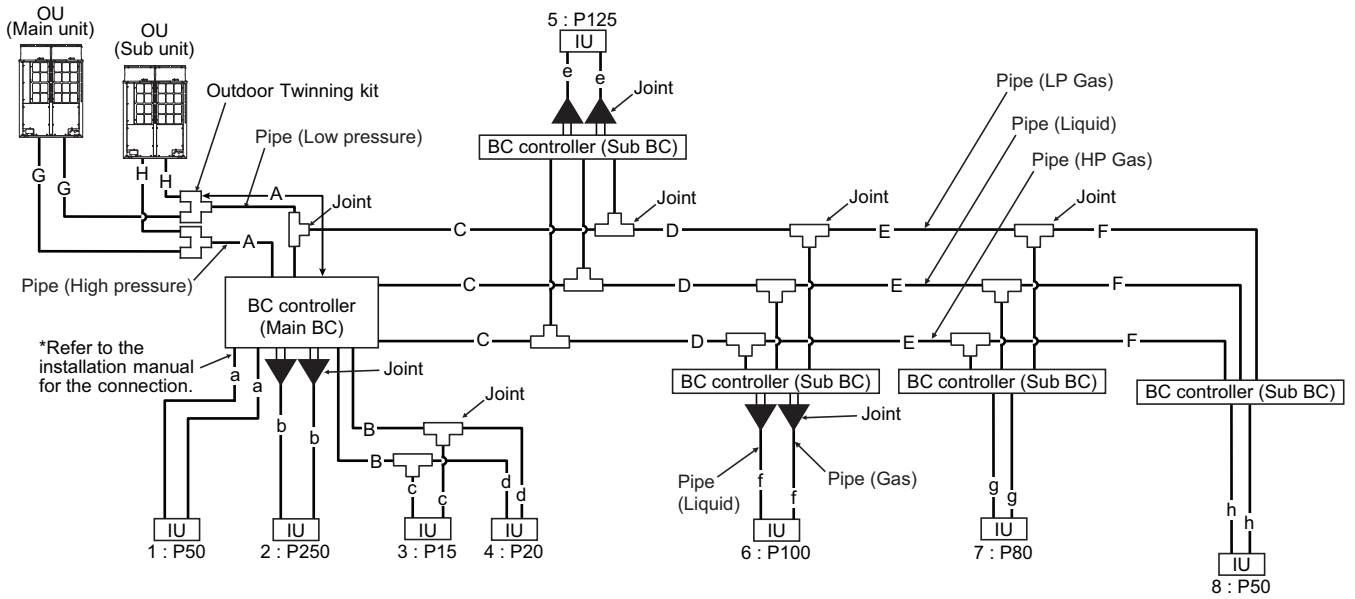 OU
(Main unit)
OU
(Sub unit)
Outdoor Twinning kit
Pipe (Low pressure)
G
G
H
H
A
A
Joint
Pipe (High pressure)
BC controller
(Main BC)
*Refer to the
installation manual
for the connection.
a
a
b
b
Joint
B
B
Joint
c
c
d
d
IU
1 : P50
IU
2 : P250
IU
3 : P15
IU
4 : P20
5 : P125
IU
e
e
Joint
BC controller (Sub BC)
Joint
Joint
Joint
Pipe (LP Gas)
Pipe (Liquid)
Pipe (HP Gas)
C
D
E
F
C
D
E
F
C
D
E
F
BC controller (Sub BC)
Joint
Pipe
(Liquid)
Pipe (Gas)
f
f
IU
6 : P100
BC controller (Sub BC)
g
g
IU
7 : P80
BC controller (Sub BC)
h
h
IU
8 : P50